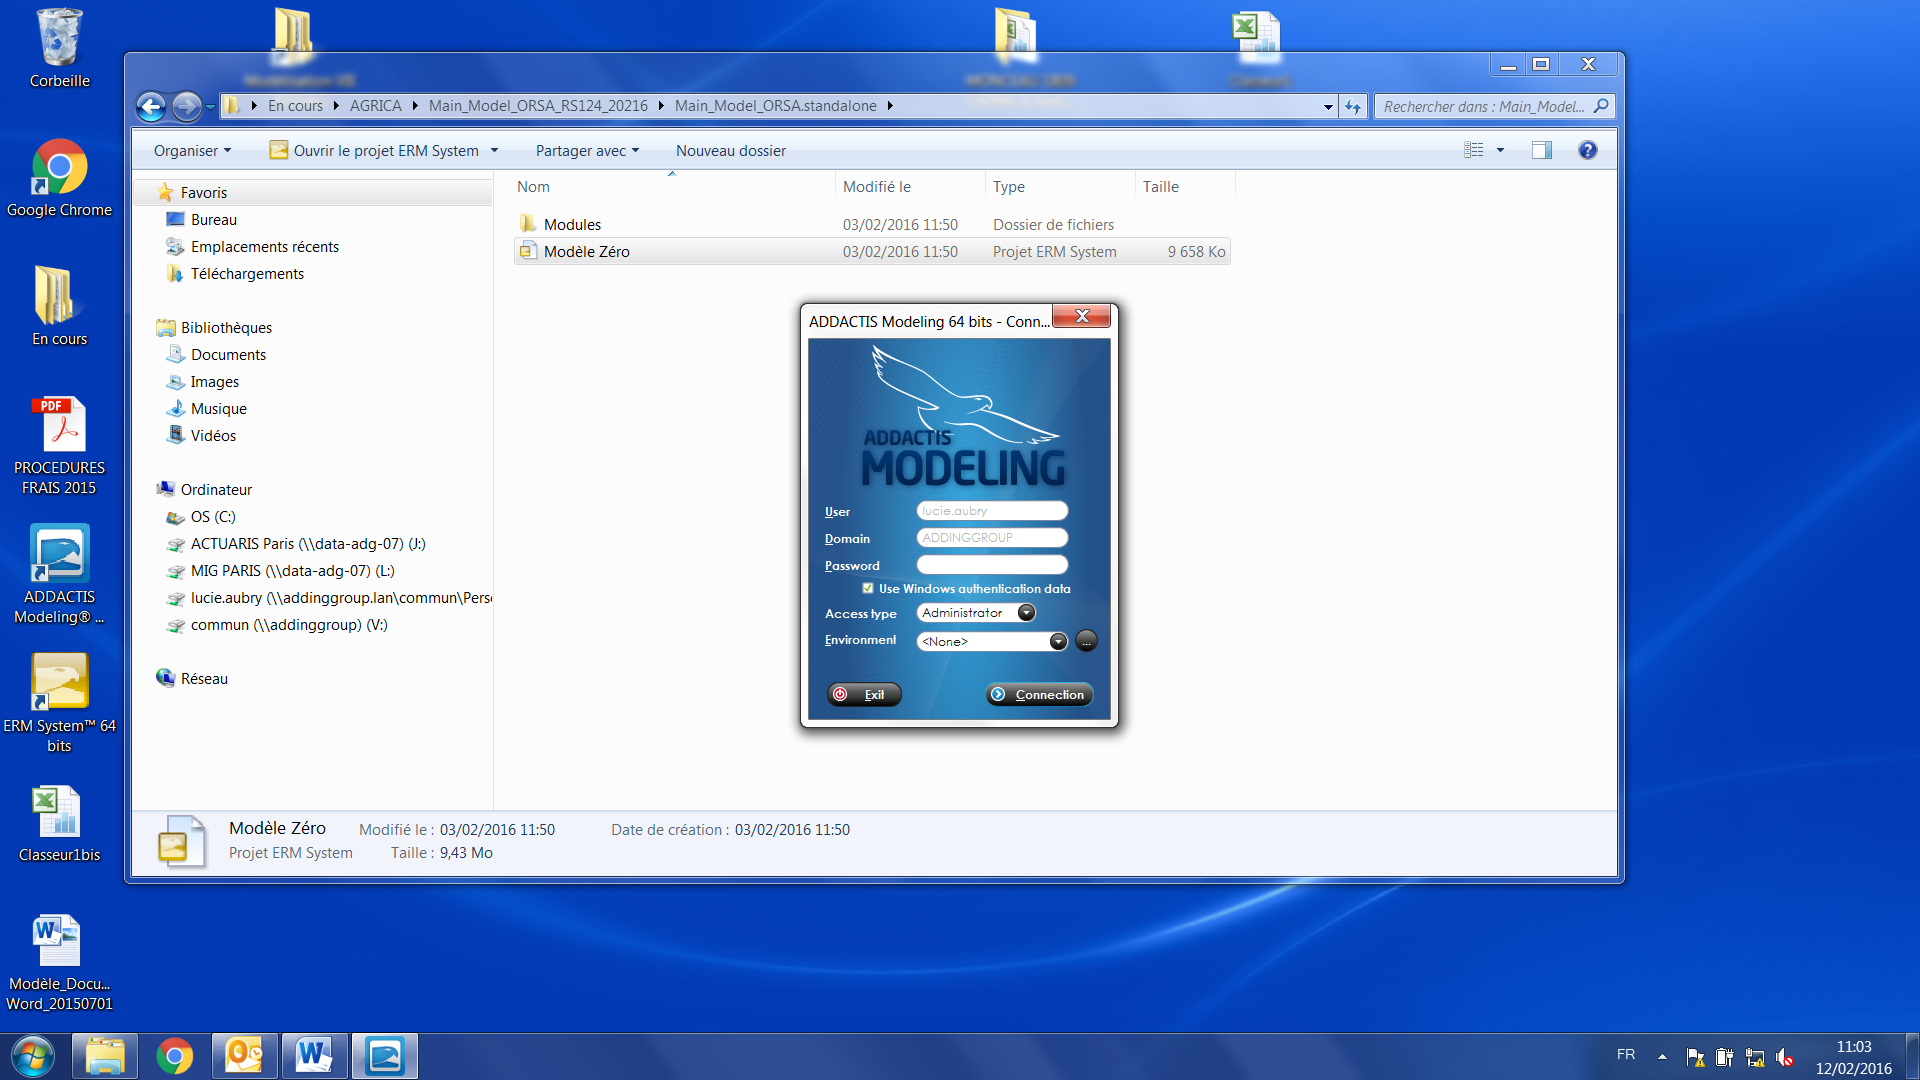 Corbeille
Google Chrome
En cours
PROCEDURES
FRAIS 2015
ADDACTIS
Modeling® ...
ERM System™ 64
bits
Classeur1bis
Modèle_Docu...
Word_20150701
En cours
AGRICA
Main_Model_ORSA_RS124_20216
Main_Model_ORSA.standalone
Rechercher dans : Main_Model...
Organiser
Ouvrir le projet ERM System
Partager avec
Nouveau dossier
Favoris
Bureau
Emplacements récents
Téléchargements
Bibliothèques
Documents
Images
Musique
Vidéos
Ordinateur
OS (C:)
ACTUARIS Paris (\\data-adg-07) (J:)
MIG PARIS (\\data-adg-07) (L:)
lucie.aubry (\\addinggroup.lan\commun\Perso
commun (\\addinggroup) (V:)
Réseau
Nom Modifié le Type Taille
Modules 03/02/2016 11:50 Dossier de fichiers
Modèle Zéro 03/02/2016 11:50 Projet ERM System 9 658 Ko
ADDACTIS Modeling 64 bits - Conn...
ADDACTIS
MODELING
User lucie.aubry
Domain ADDINGGROUP
Password
Use Windows authentication data
Access type Administrator
Environment <None> ...
Exit
Connection
Modèle Zéro Modifié le : 03/02/2016 11:50 Date de création : 03/02/2016 11:50
Projet ERM System Taille : 9,43 Mo
FR
11:03
12/02/2016
PDF